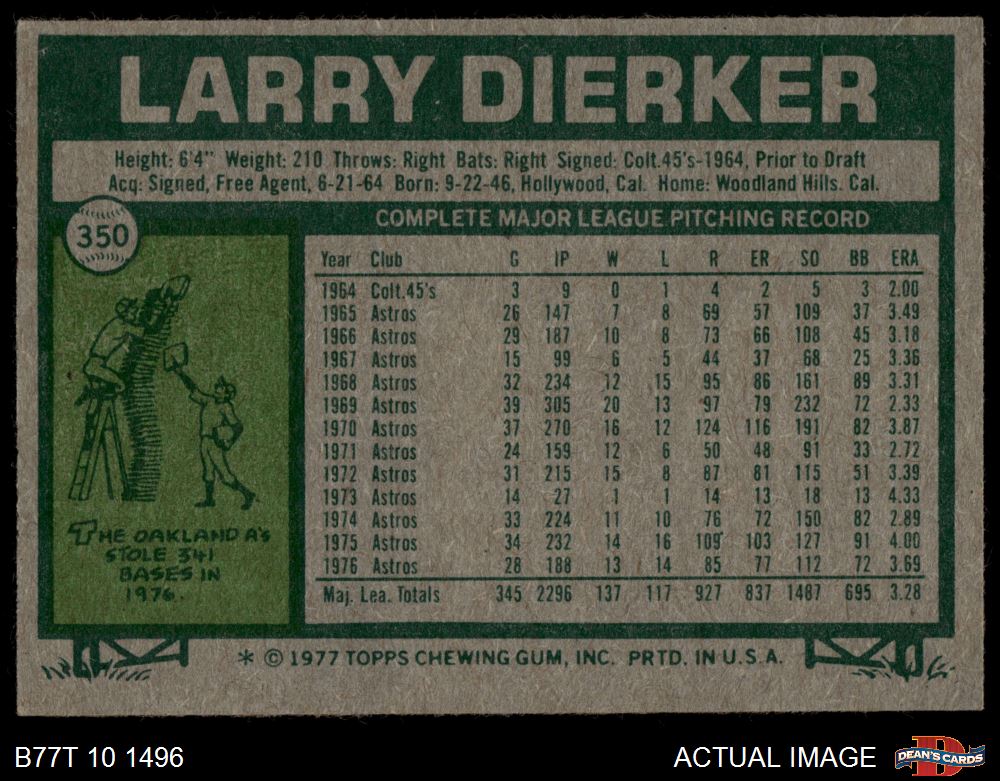 LARRY DIERKER
Height: 6'4" Weight: 210 Throws: Right Bats: Right Signed: Colt.45's-1964, Prior to Draft
Acq: Signed, Free Agent, 6-21-64 Born: 9-22-46, Hollywood, Cal. Home: Woodland Hills. Cal.
350
COMPLETE MAJOR LEAGUE PITCHING RECORD
Year Club G IP W L R ER SO BB ERA
1964 Colt.45's 3 9 0 1 4 2 5 3 2.00
1965 Astros 26 147 7 8 69 57 109 37 3.49
1966 Astros 29 187 10 8 73 66 108 45 3.18
1967 Astros 15 99 6 5 44 37 68 25 3.36
1968 Astros 32 234 12 15 95 86 161 89 3.31
1969 Astros 39 305 20 13 97 79 232 72 2.33
1970 Astros 37 270 16 12 124 116 191 82 3.87
1971 Astros 24 159 12 6 50 48 91 33 2.72
1972 Astros 31 215 15 8 87 81 115 51 3.39
1973 Astros 14 27 1 1 14 13 18 13 4.33
1974 Astros 33 224 11 10 76 72 150 82 2.89
1975 Astros 34 232 14 16 109 103 127 91 4.00
1976 Astros 28 188 13 14 85 77 112 72 3.69
Maj. Lea. Totals 345 2296 137 117 927 837 1487 695 3.28
THE OAKLAND A'S
STOLE 341
BASES IN
1976.
* © 1977 TOPPS CHEWING GUM, INC. PRTD. IN U.S.A.
B77T 10 1496
ACTUAL IMAGE
D
DEAN'S CARDS